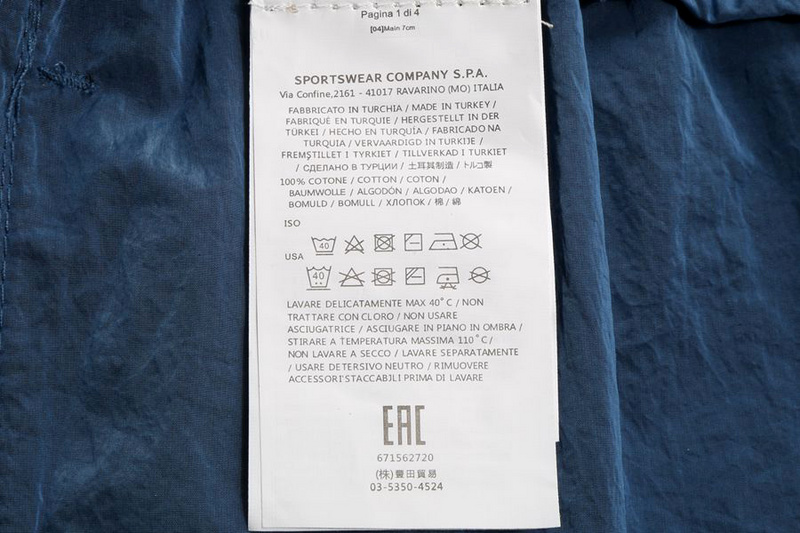 Pagina 1 di 4
[04]Main 7cm
SPORTSWEAR COMPANY S.P.A.
Via Confine,2161 - 41017 RAVARINO (MO) ITALIA
FABBRICATO IN TURCHIA / MADE IN TURKEY /
FABRIQUÉ EN TURQUIE / HERGESTELLT IN DER
TÜRKEI / HECHO EN TURQUÍA / FABRICADO NA
TURQUIA / VERVAARDIGD IN TURKIJE /
FREMSTILLET I TYRKIET / TILLVERKAD I TURKIET
/ СДЕЛАНО В ТУРЦИИ / 土耳其制造 / トルコ製
100% COTONE / COTTON / COTON /
BAUMWOLLE / ALGODÓN / ALGODAO / KATOEN /
BOMULD / BOMULL / ХЛОПОК / 棉 / 綿
ISO
40
USA
40
LAVARE DELICATAMENTE MAX 40°C / NON
TRATTARE CON CLORO / NON USARE
ASCIUGATRICE / ASCIUGARE IN PIANO IN OMBRA /
STIRARE A TEMPERATURA MASSIMA 110°C /
NON LAVARE A SECCO / LAVARE SEPARATAMENTE
/ USARE DETERSIVO NEUTRO / RIMUOVERE
ACCESSORI STACCABILI PRIMA DI LAVARE
EAC
671562720
(株)豊田貿易
03-5350-4524